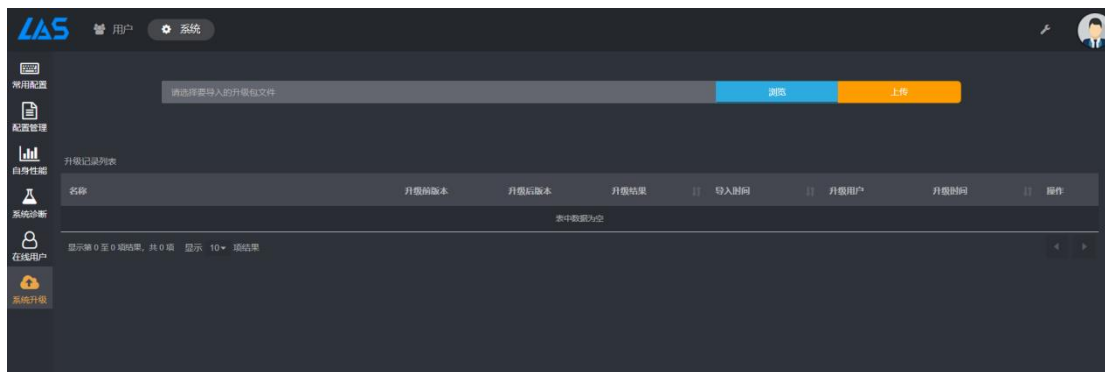 LAS 用户 系统
常用配置
请选择要导入的升级包文件 浏览 上传
配置管理
自身性能
升级记录列表
名称 升级前版本 升级后版本 升级结果 导入时间 升级用户 升级时间 操作
系统诊断
表中数据为空
在线用户
显示第 0 至 0 项结果，共 0 项 显示 10 项结果
系统升级